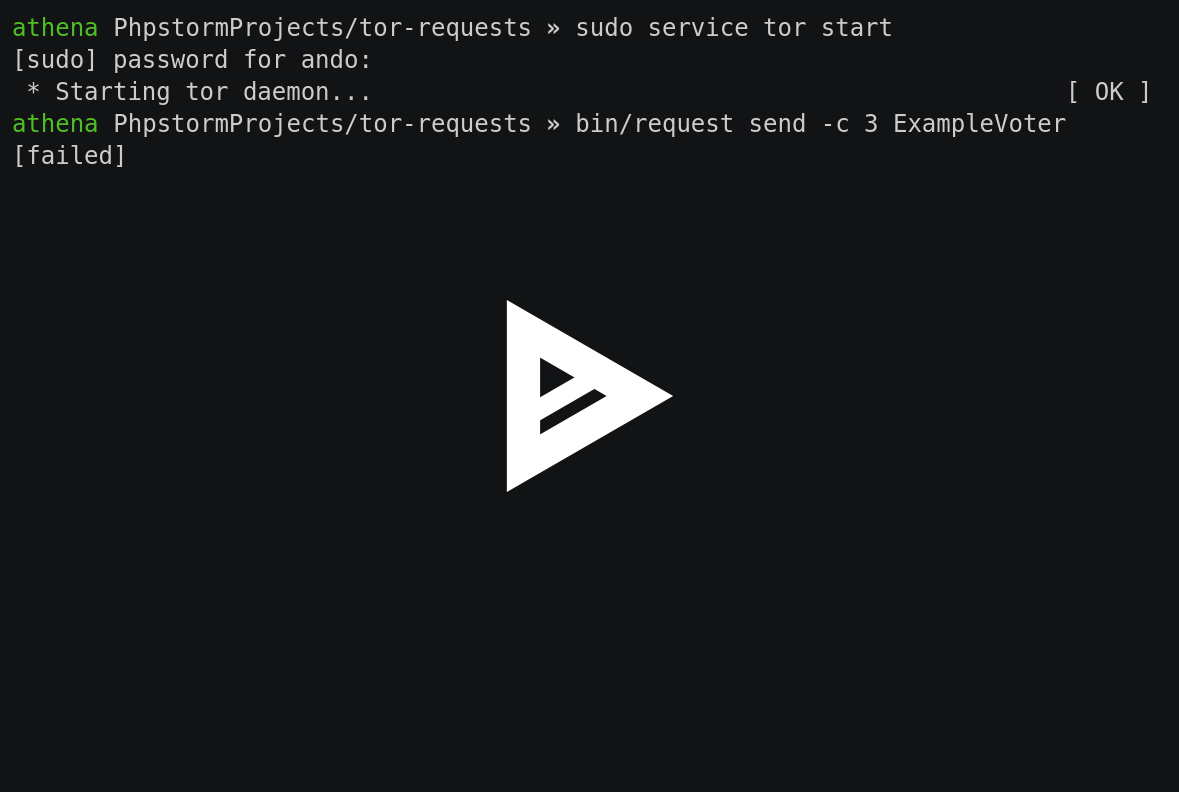 athena PhpstormProjects/tor-requests » sudo service tor start
[sudo] password for ando:
 * Starting tor daemon... [ OK ]
athena PhpstormProjects/tor-requests » bin/request send -c 3 ExampleVoter
[failed]